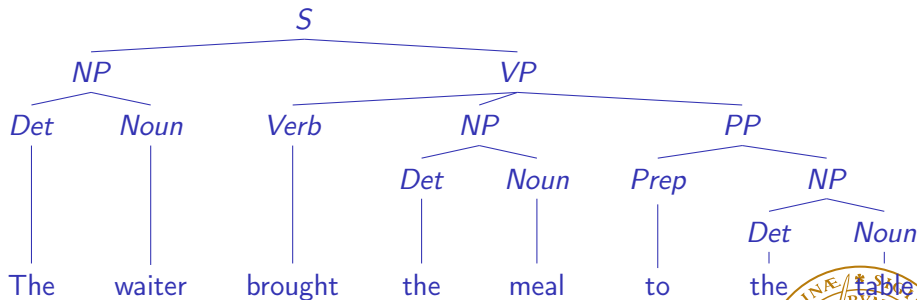 S
NP VP
Det Noun Verb NP PP
Det Noun Prep NP
Det Noun
The waiter brought the meal to the table